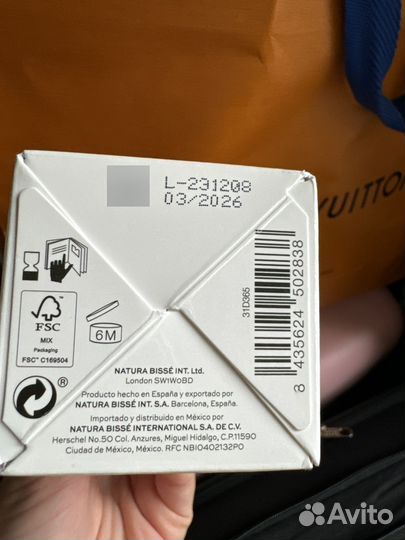 VUITTON
L-231208
03/2026
31D365
8 435624 502838
FSC
MIX
Packaging
FSC® C169504
6M
NATURA BISSÉ INT. Ltd.
London SW1W0BD
Producto hecho en España y exportado por
NATURA BISSÉ INT. S.A. Barcelona, España.
Importado y distribuido en México por
NATURA BISSÉ INTERNATIONAL S.A. DE C.V.
Herschel No.50 Col. Anzures, Miguel Hidalgo, C.P.11590
Ciudad de México, México. RFC NBI0402132P0
Avito